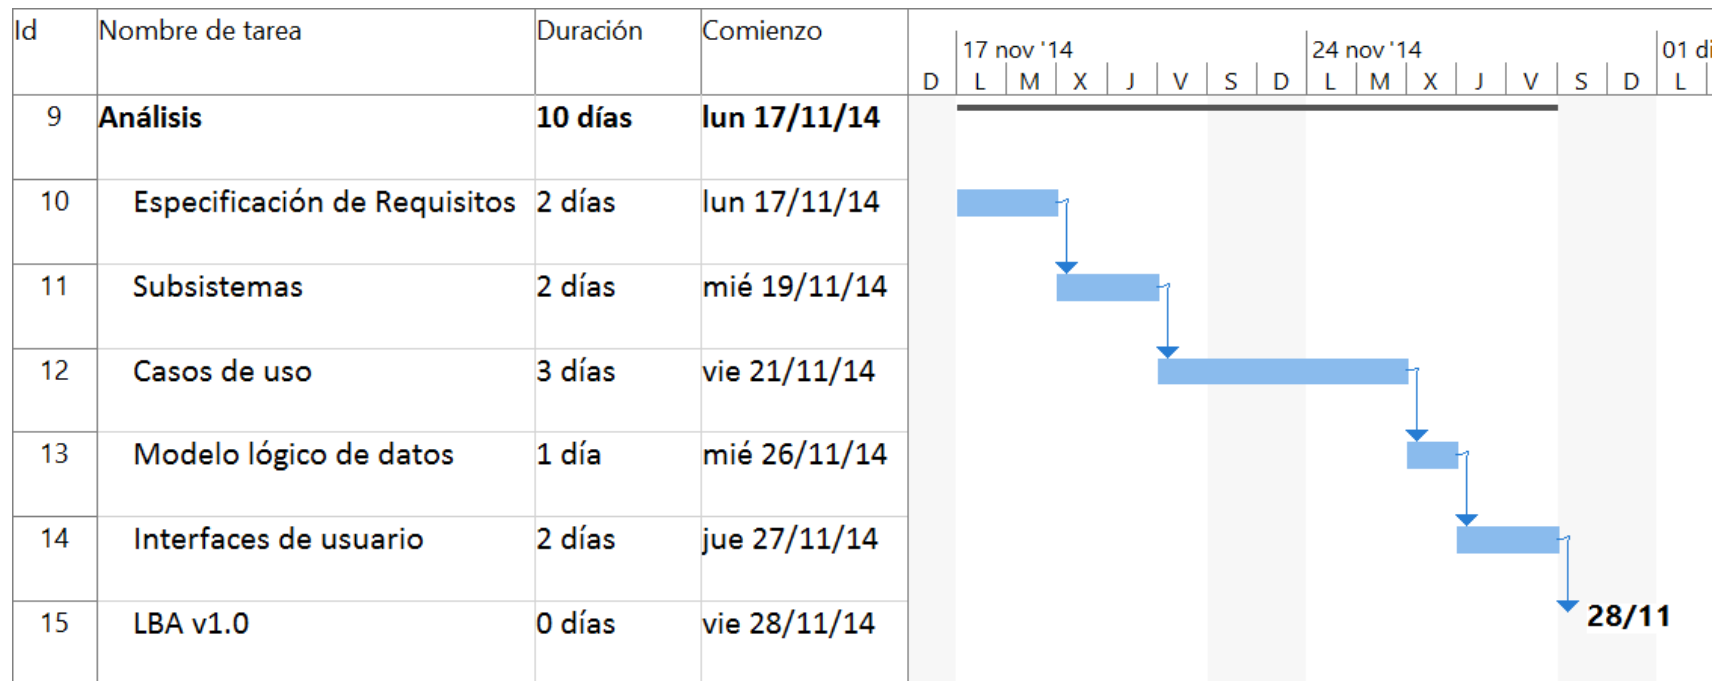 Id Nombre de tarea Duración Comienzo
17 nov '14 24 nov '14 01 di
D L M X J V S D L M X J V S D L
9 Análisis 10 días lun 17/11/14
10 Especificación de Requisitos 2 días lun 17/11/14
11 Subsistemas 2 días mié 19/11/14
12 Casos de uso 3 días vie 21/11/14
13 Modelo lógico de datos 1 día mié 26/11/14
14 Interfaces de usuario 2 días jue 27/11/14
15 LBA v1.0 0 días vie 28/11/14 28/11